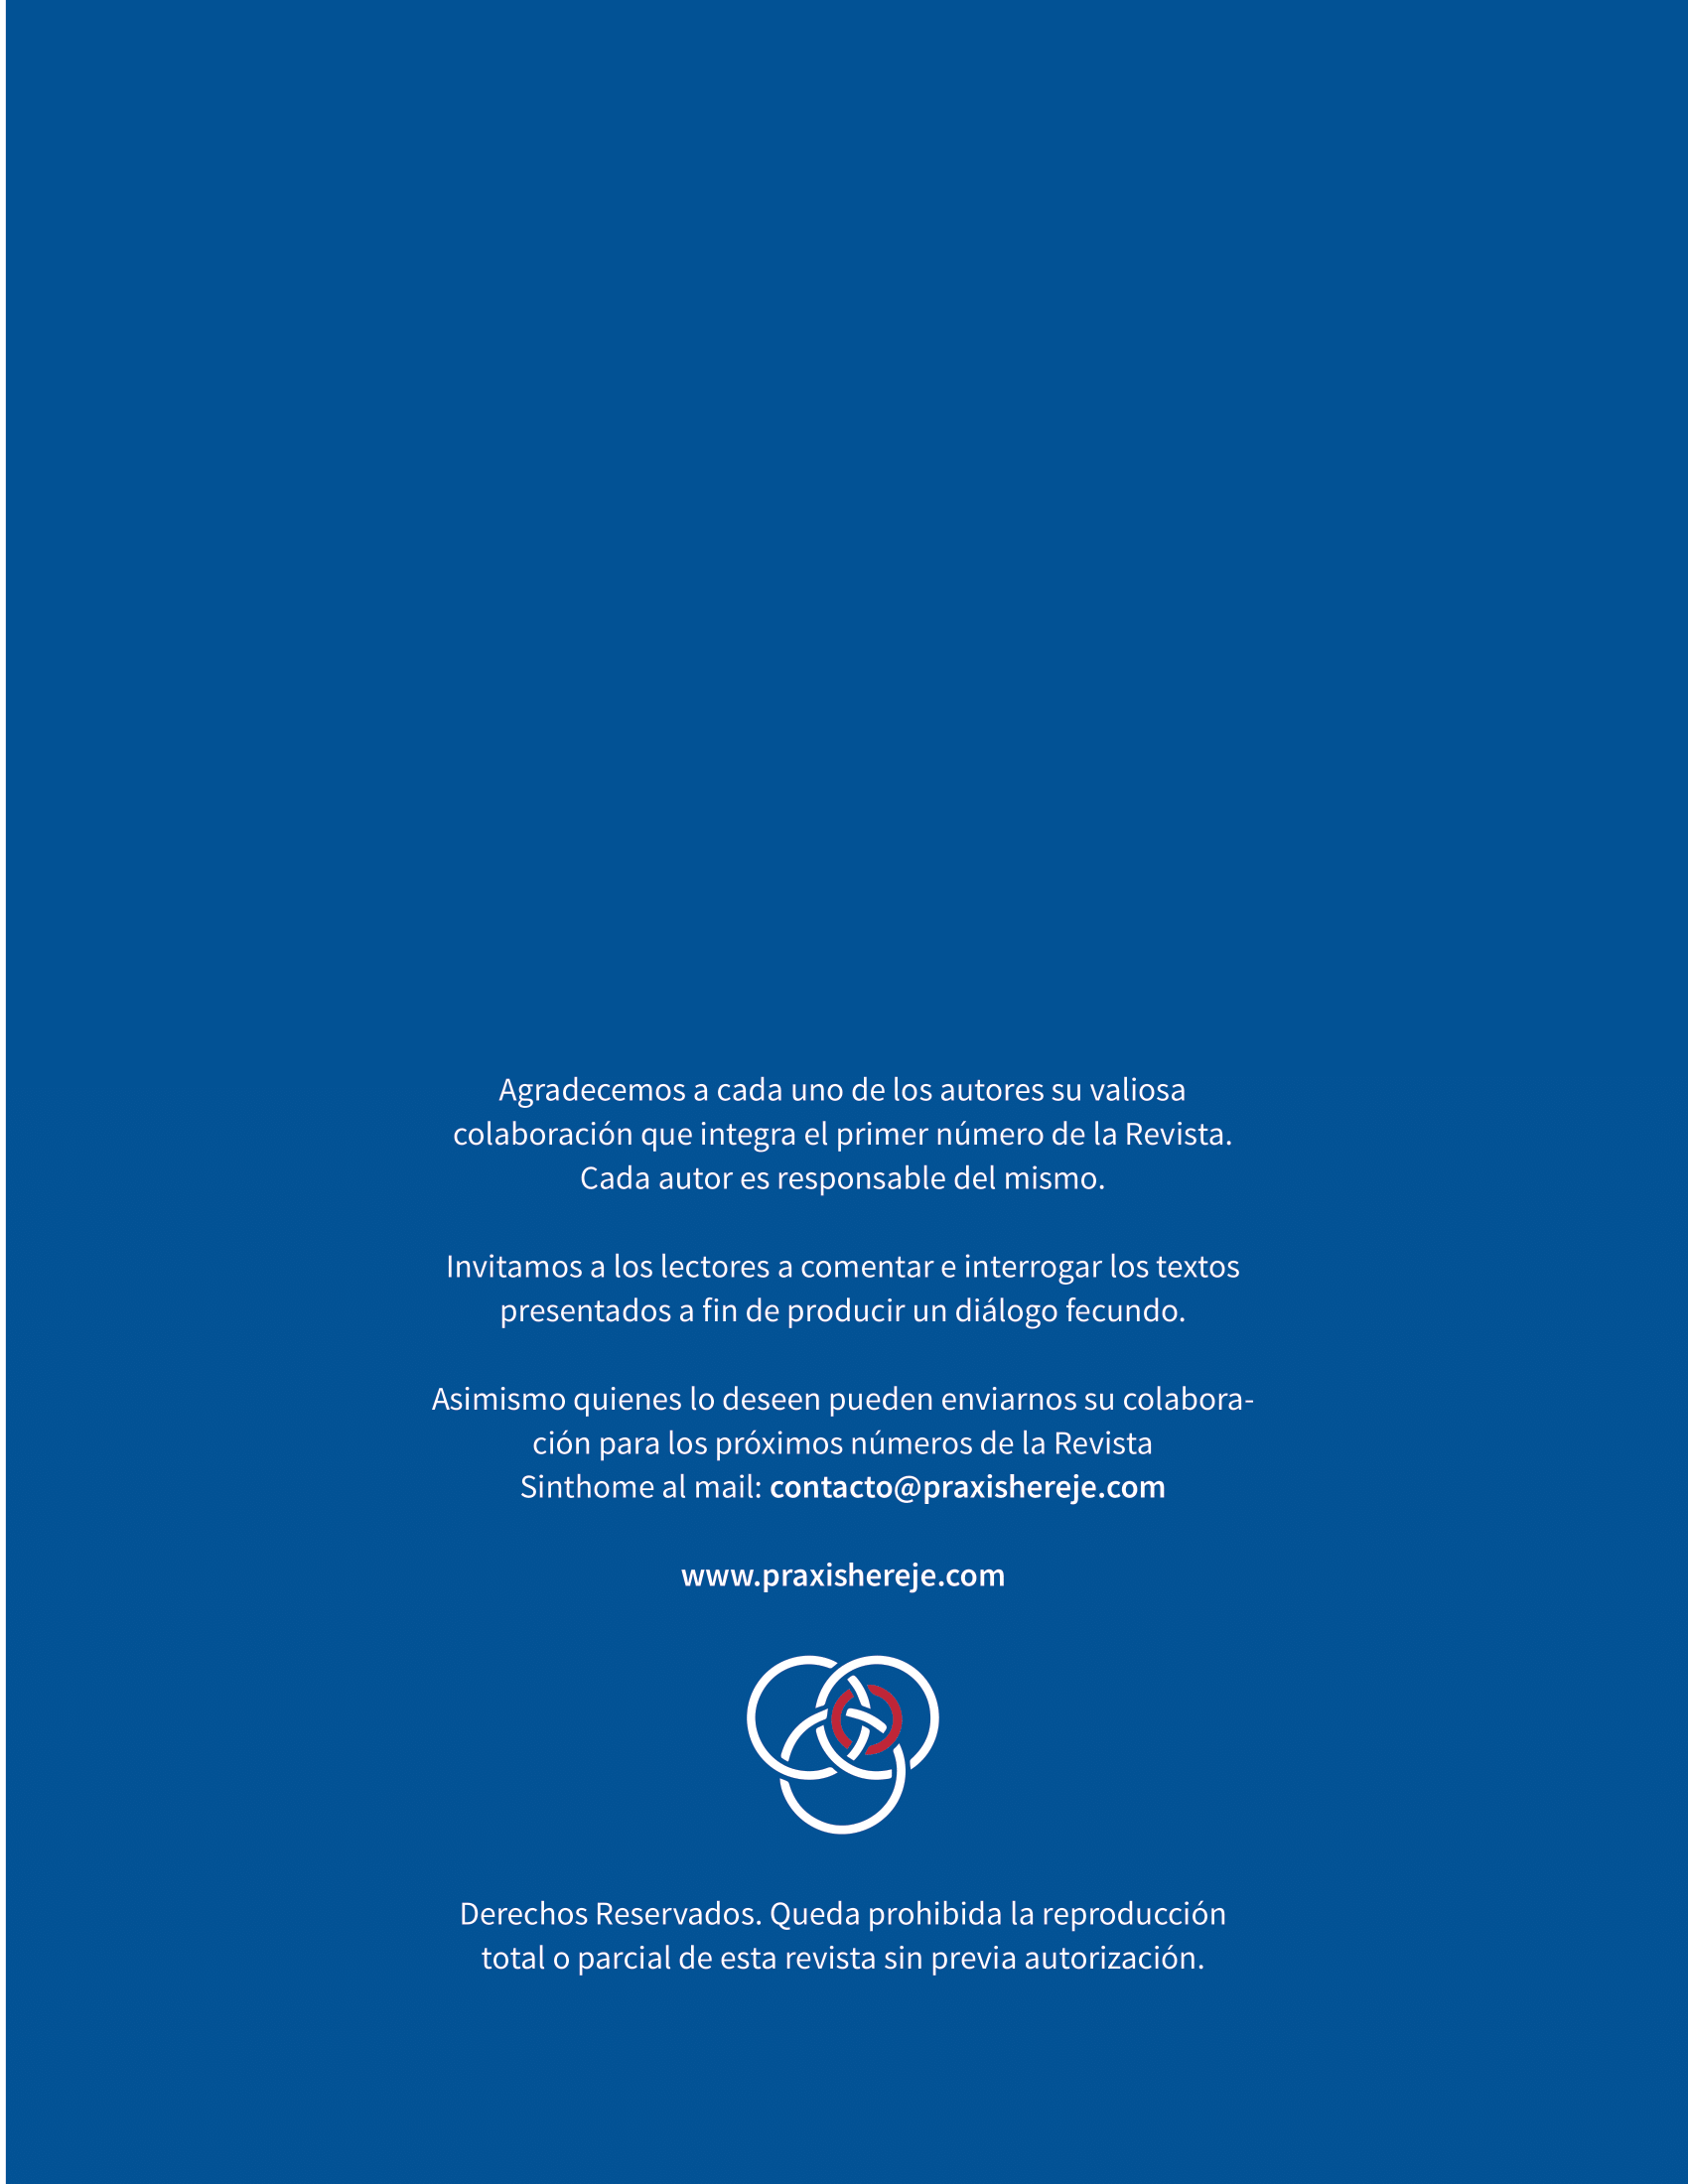 Agradecemos a cada uno de los autores su valiosa
colaboración que integra el primer número de la Revista.
Cada autor es responsable del mismo.
Invitamos a los lectores a comentar e interrogar los textos
presentados a fin de producir un diálogo fecundo.
Asimismo quienes lo deseen pueden enviarnos su colabora-
ción para los próximos números de la Revista
Sinthome al mail: contacto@praxishereje.com
www.praxishereje.com
Derechos Reservados. Queda prohibida la reproducción
total o parcial de esta revista sin previa autorización.